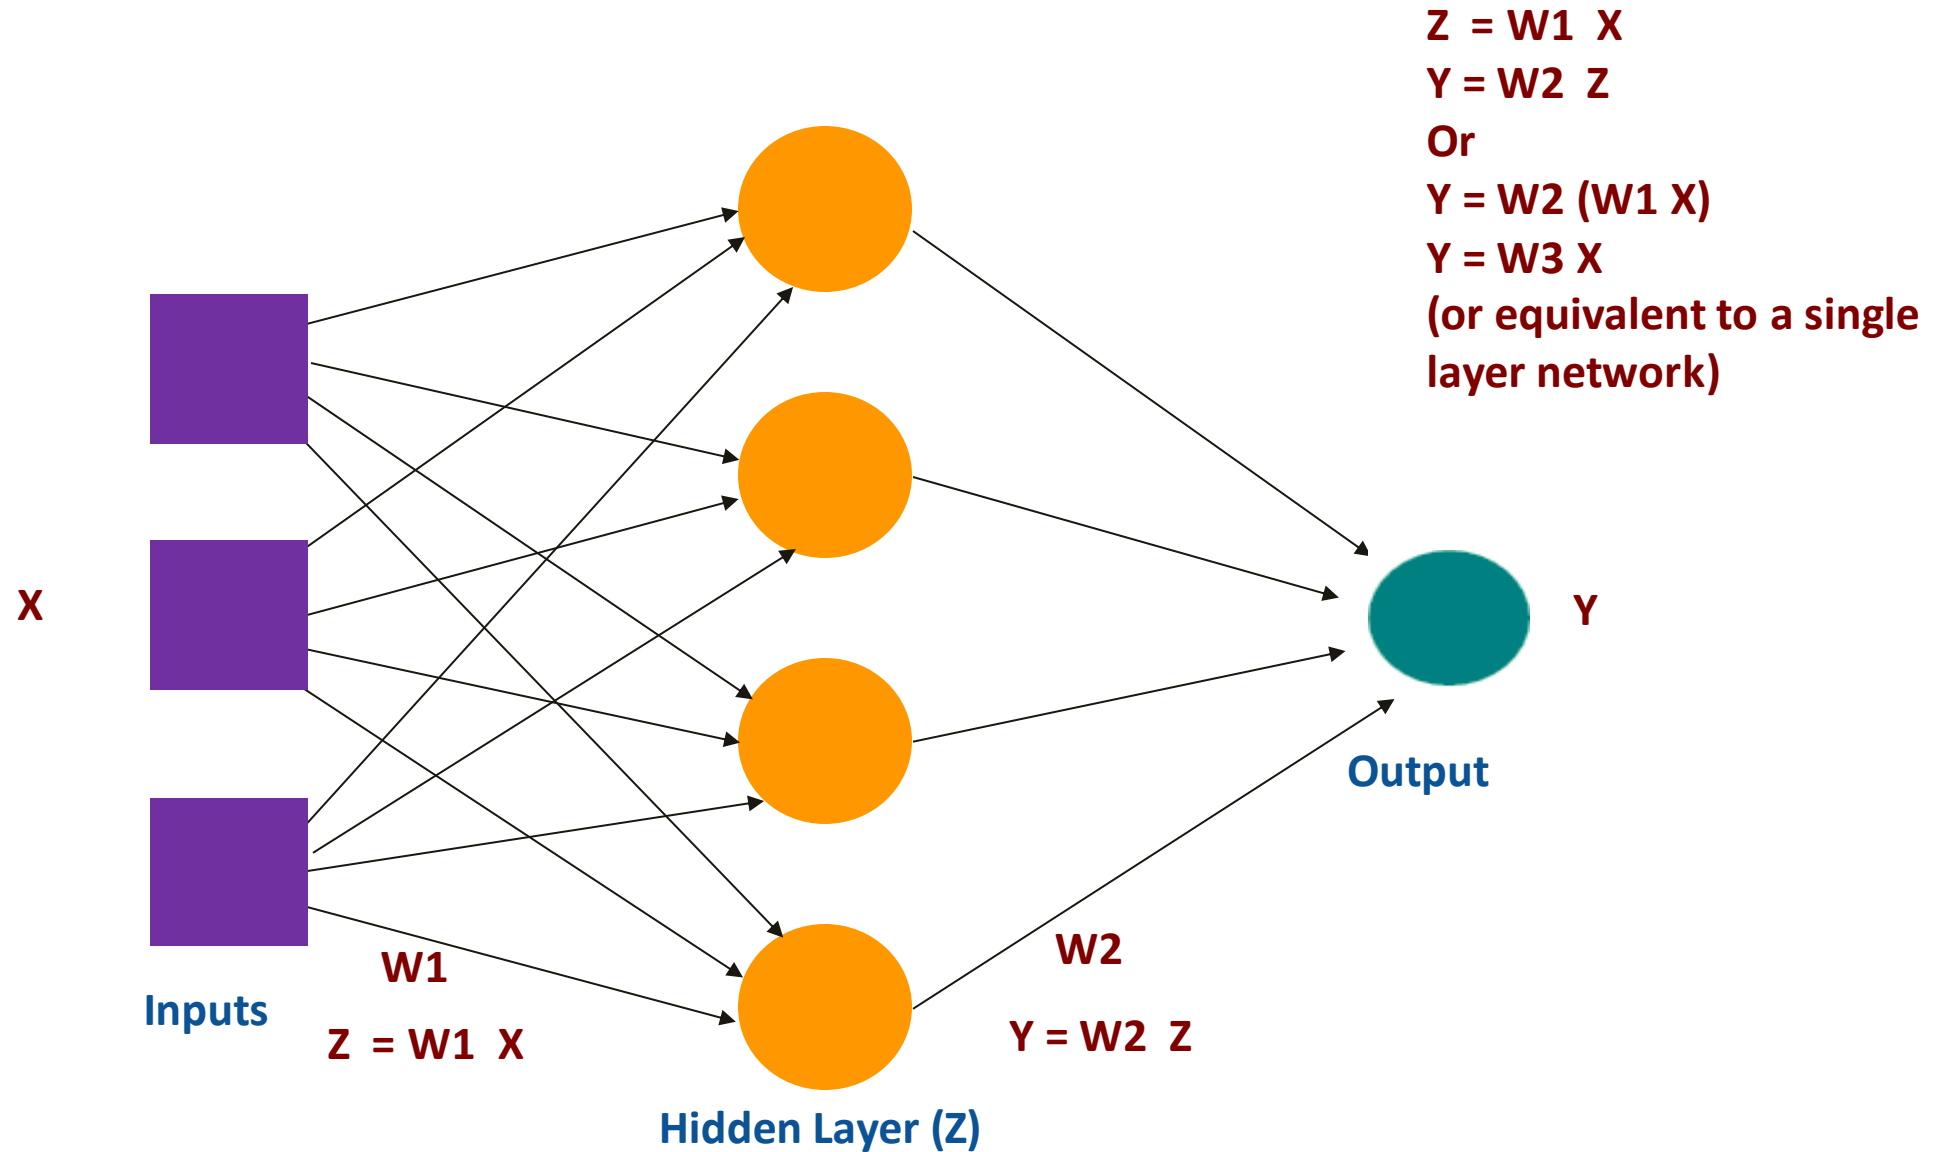 Z = W1 X
Y = W2 Z
Or
Y = W2 (W1 X)
Y = W3 X
(or equivalent to a single
layer network)
X
Y
Output
W1
W2
Inputs
Z = W1 X
Y = W2 Z
Hidden Layer (Z)